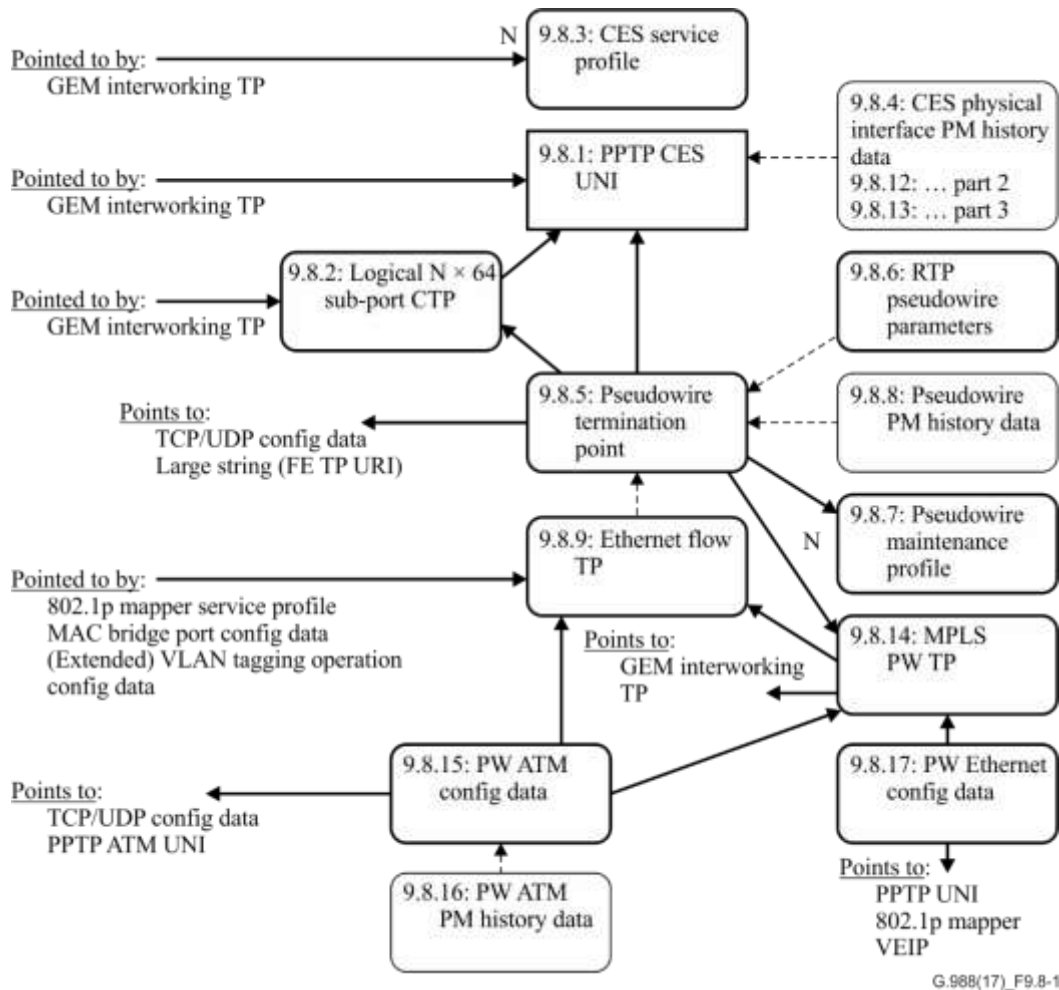 N
9.8.3: CES service
profile
Pointed to by:
GEM interworking TP
9.8.4: CES physical
interface PM history
data
9.8.12: … part 2
9.8.13: … part 3
9.8.1: PPTP CES
UNI
Pointed to by:
GEM interworking TP
9.8.2: Logical N × 64
sub-port CTP
Pointed to by:
GEM interworking TP
9.8.6: RTP
pseudowire
parameters
9.8.5: Pseudowire
termination
point
9.8.8: Pseudowire
PM history data
Points to:
TCP/UDP config data
Large string (FE TP URI)
9.8.7: Pseudowire
maintenance
profile
N
9.8.9: Ethernet flow
TP
Pointed to by:
802.1p mapper service profile
MAC bridge port config data
(Extended) VLAN tagging operation
config data
9.8.14: MPLS
PW TP
Points to:
GEM interworking
TP
9.8.15: PW ATM
config data
9.8.17: PW Ethernet
config data
Points to:
TCP/UDP config data
PPTP ATM UNI
9.8.16: PW ATM
PM history data
Points to:
PPTP UNI
802.1p mapper
VEIP
G.988(17)_F9.8-1